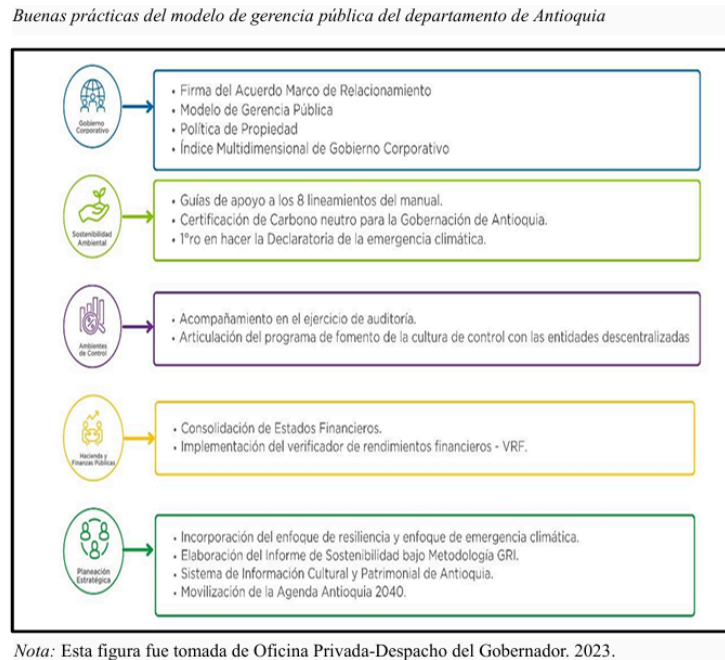 Buenas prácticas del modelo de gerencia pública del departamento de Antioquia
Gobierno
Corporativo
• Firma del Acuerdo Marco de Relacionamiento
• Modelo de Gerencia Pública
• Política de Propiedad
• Índice Multidimensional de Gobierno Corporativo
Sostenibilidad
Ambiental
• Guías de apoyo a los 8 lineamientos del manual.
• Certificación de Carbono neutro para la Gobernación de Antioquia.
• 1°ro en hacer la Declaratoria de la emergencia climática.
Ambientes
de Control
• Acompañamiento en el ejercicio de auditoría.
• Articulación del programa de fomento de la cultura de control con las entidades descentralizadas
Hacienda y
Finanzas Públicas
• Consolidación de Estados Financieros.
• Implementación del verificador de rendimientos financieros - VRF.
Planeación
Estratégica
• Incorporación del enfoque de resiliencia y enfoque de emergencia climática.
• Elaboración del Informe de Sostenibilidad bajo Metodología GRI.
• Sistema de Información Cultural y Patrimonial de Antioquia.
• Movilización de la Agenda Antioquia 2040.
Nota: Esta figura fue tomada de Oficina Privada-Despacho del Gobernador. 2023.